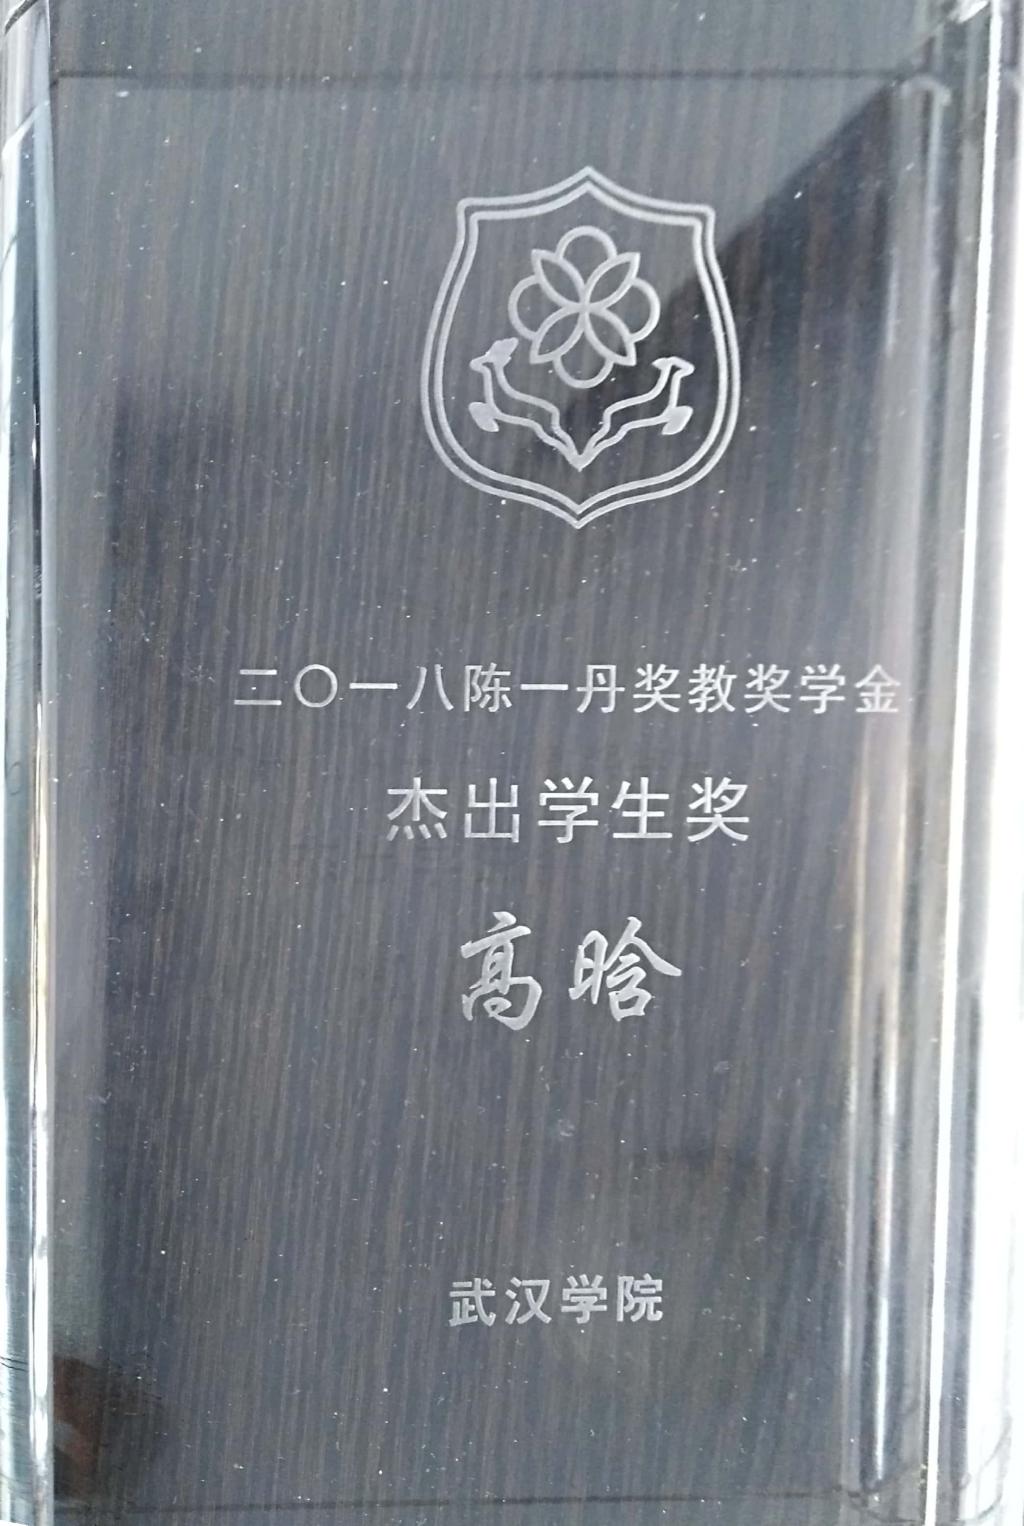 二〇一八陈一丹奖教奖学金
杰出学生奖
高晗
武汉学院